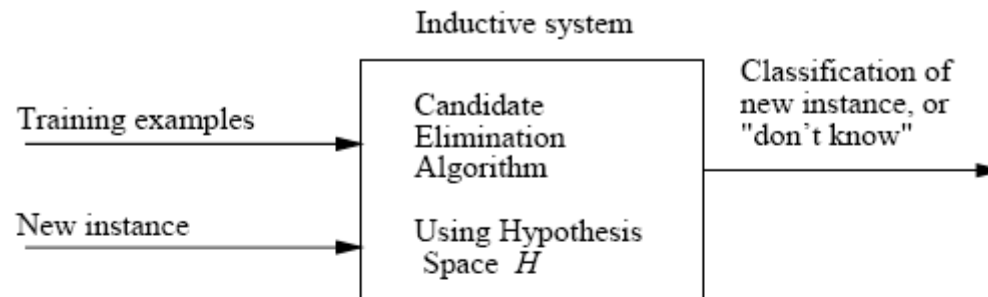 Inductive system
Training examples
New instance
Candidate
Elimination
Algorithm
Using Hypothesis
Space H
Classification of
new instance, or
"don't know"